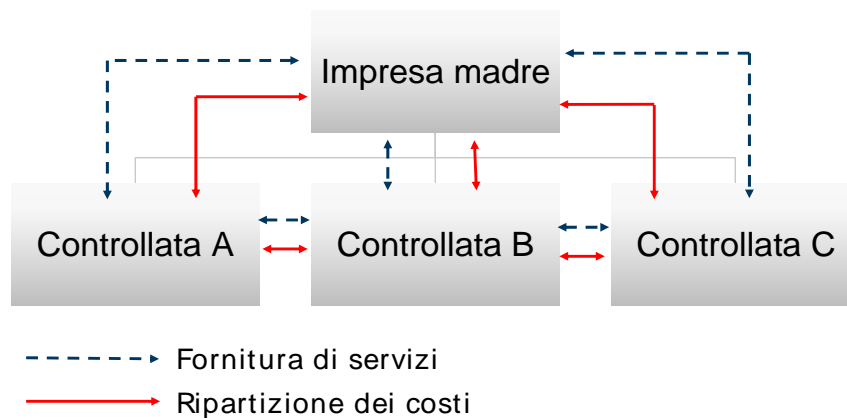 Impresa madre
Controllata A
Controllata B
Controllata C
Fornitura di servizi
Ripartizione dei costi